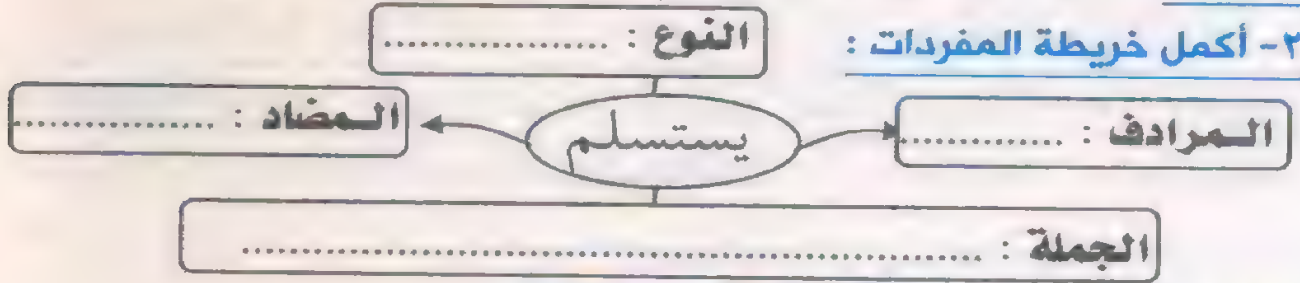 ٢- أكمل خريطة المفردات :
النوع : ..................
المرادف : ..............
يستسلم
المضاد : ................
الجملة : ................................................................